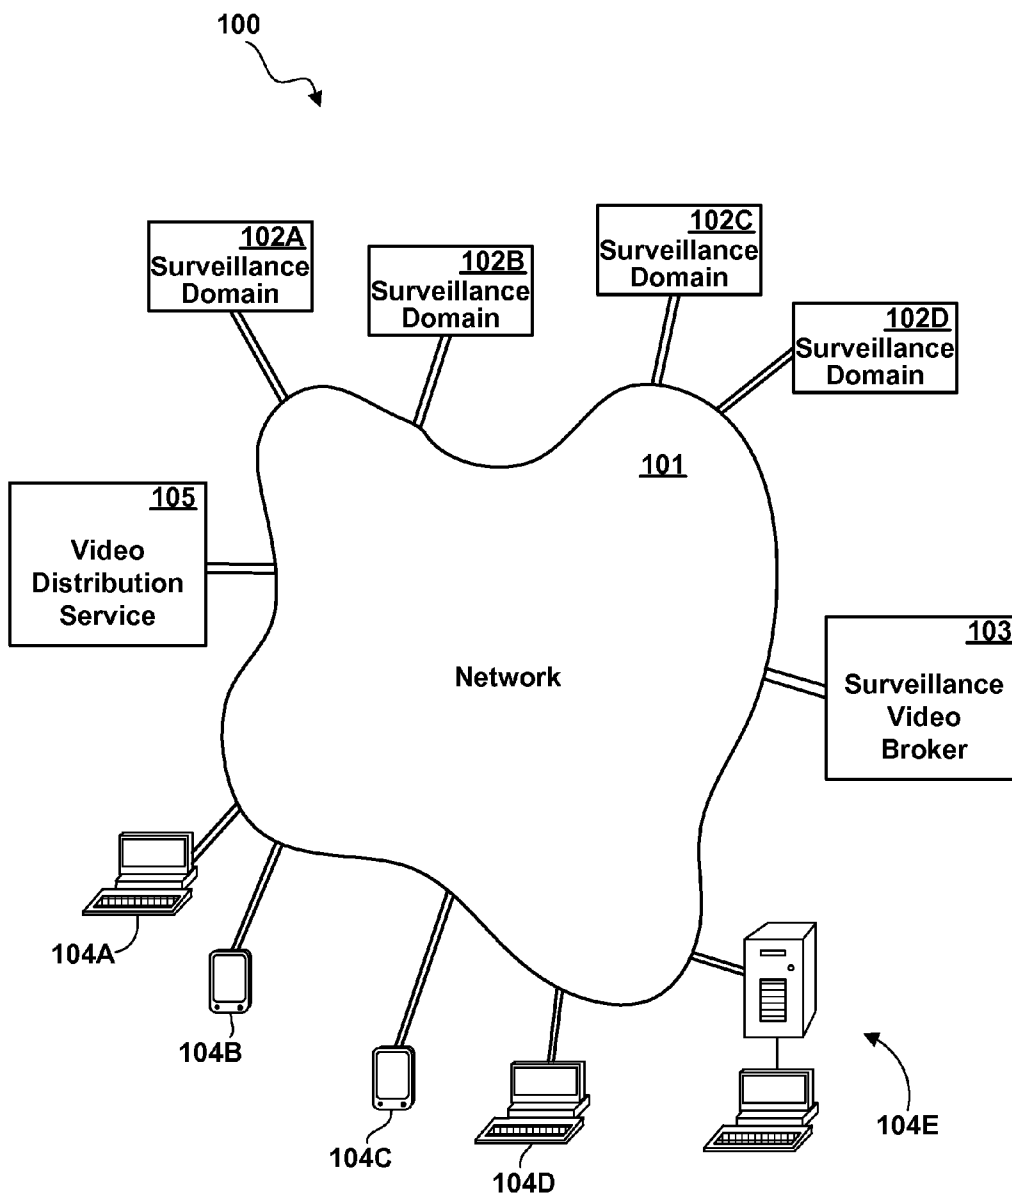 100
102A
Surveillance
Domain
102B
Surveillance
Domain
102C
Surveillance
Domain
102D
Surveillance
Domain
101
105
Video
Distribution
Service
Network
103
Surveillance
Video
Broker
104A
104B
104C
104D
104E